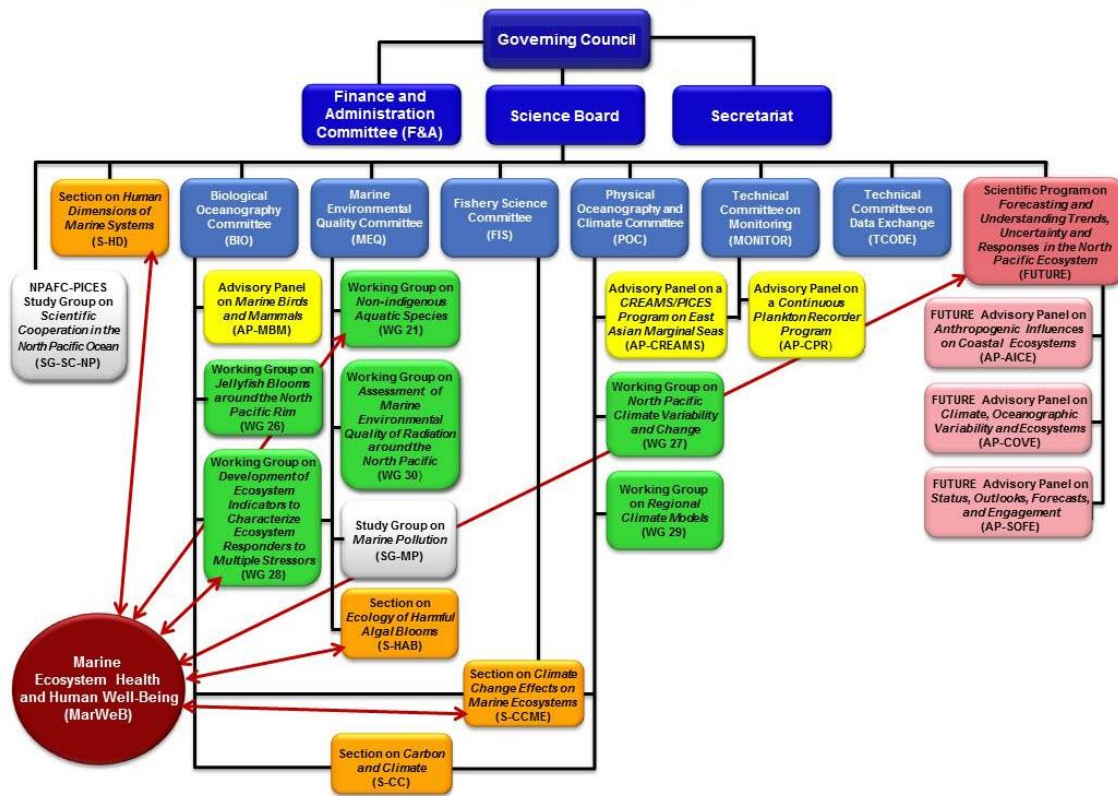 Governing Council
Finance and
Administration
Committee (F&A)
Science Board
Secretariat
Section on Human
Dimensions of
Marine Systems
(S-HD)
Biological
Oceanography
Committee
(BIO)
Marine
Environmental
Quality Committee
(MEQ)
Fishery Science
Committee
(FIS)
Physical
Oceanography and
Climate Committee
(POC)
Technical
Committee on
Monitoring
(MONITOR)
Technical
Committee on
Data Exchange
(TCODE)
Scientific Program on
Forecasting and
Understanding Trends,
Uncertainty and
Responses in the North
Pacific Ecosystem
(FUTURE)
NPAFC-PICES
Study Group on
Scientific
Cooperation in the
North Pacific Ocean
(SG-SC-NP)
Advisory Panel
on Marine Birds
and Mammals
(AP-MBM)
Working Group on
Non-indigenous
Aquatic Species
(WG 21)
Advisory Panel on a
CREAMS/PICES
Program on East
Asian Marginal Seas
(AP-CREAMS)
Advisory Panel on
a Continuous
Plankton Recorder
Program
(AP-CPR)
FUTURE Advisory Panel on
Anthropogenic Influences
on Coastal Ecosystems
(AP-AICE)
Working Group on
Jellyfish Blooms
around the North
Pacific Rim
(WG 26)
Working Group on
Assessment of
Marine
Environmental
Quality of Radiation
around the
North Pacific
(WG 30)
Working Group on
North Pacific
Climate Variability
and Change
(WG 27)
FUTURE Advisory Panel on
Climate, Oceanographic
Variability and Ecosystems
(AP-COVE)
Working Group on
Development of
Ecosystem
Indicators to
Characterize
Ecosystem
Responders to
Multiple Stressors
(WG 28)
Study Group on
Marine Pollution
(SG-MP)
Working Group
on Regional
Climate Models
(WG 29)
FUTURE Advisory Panel on
Status, Outlooks, Forecasts,
and Engagement
(AP-SOFE)
Section on
Ecology of Harmful
Algal Blooms
(S-HAB)
Marine
Ecosystem Health
and Human Well-Being
(MarWeB)
Section on Climate
Change Effects on
Marine Ecosystems
(S-CCME)
Section on Carbon
and Climate
(S-CC)